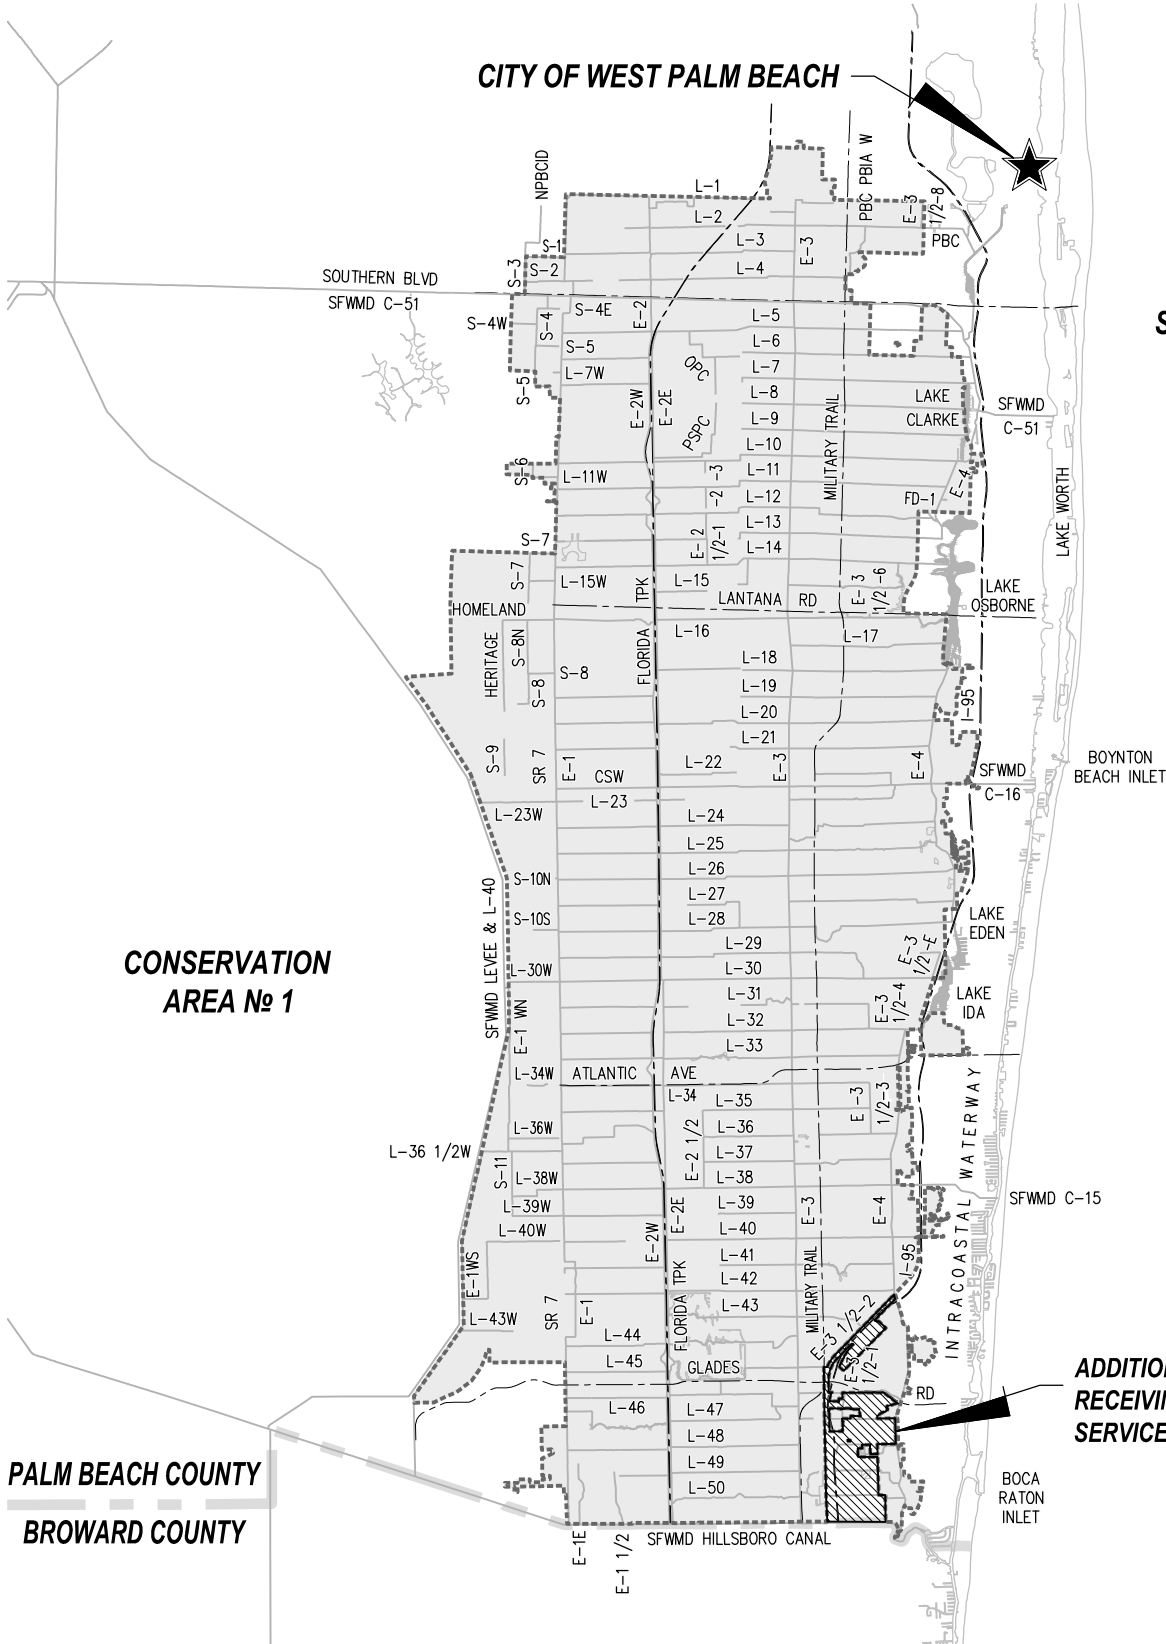 CITY OF WEST PALM BEACH
NPBCID
PBC PBIA W
L-1
E-3
1/2-8
L-2
S-1
L-3
E-3
PBC
S-3
S-2
L-4
SOUTHERN BLVD
SFWMD C-51
S-4W
S-4
S-4E
E-2
L-5
S
S-5
L-6
L-7W
OPC
L-7
S-5
E-2W
E-2E
L-8
LAKE
CLARKE
SFWMD
C-51
L-9
PSPC
L-10
MILITARY TRAIL
S-6
L-11W
-3
L-11
E-4
LAKE WORTH
-2
L-12
FD-1
L-13
S-7
E-2
1/2-1
L-14
S-7
L-15W
TPK
L-15
E-3
1/2-6
LAKE
OSBORNE
HOMELAND
LANTANA RD
HERITAGE
S-8N
FLORIDA
L-16
L-17
L-18
S-8
S-8
L-19
I-95
L-20
L-21
S-9
SR 7
E-1
CSW
L-22
E-3
E-4
SFWMD
C-16
BOYNTON
BEACH INLET
L-23W
L-23
L-24
L-25
S-10N
L-26
SFWMD LEVEE & L-40
L-27
S-10S
L-28
LAKE
EDEN
L-29
E-3
1/2-E
CONSERVATION
AREA № 1
L-30W
L-30
L-31
E-3
1/2-4
LAKE
IDA
E-1 WN
L-32
L-33
L-34W
ATLANTIC AVE
L-34
L-35
E-3
1/2-3
L-36W
E-2 1/2
L-36
L-36 1/2W
L-37
S-11
L-38W
L-38
L-39W
E-2E
L-39
E-3
E-4
SFWMD C-15
L-40W
E-2W
L-40
INTRACOASTAL WATERWAY
L-41
I-95
E-1WS
L-42
MILITARY TRAIL
FLORIDA TPK
L-43W
SR 7
E-1
L-43
E-3 1/2-2
L-44
L-45
GLADES
RD
E-3
1/2-1
ADDITION
RECEIVI
SERVICE
L-46
L-47
L-48
L-49
L-50
BOCA
RATON
INLET
PALM BEACH COUNTY
BROWARD COUNTY
SFWMD HILLSBORO CANAL
E-1E
E-1 1/2